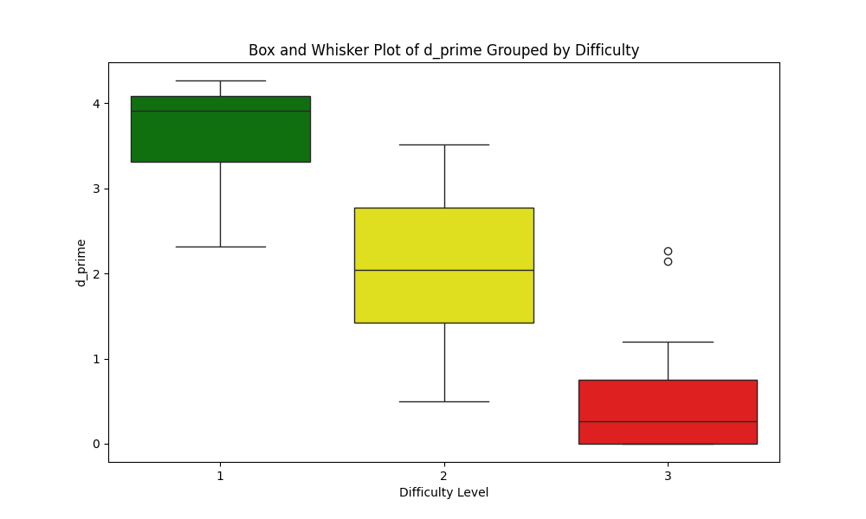 Box and Whisker Plot of d_prime Grouped by Difficulty
4
3
2
1
0
d_prime
1 2 3
Difficulty Level